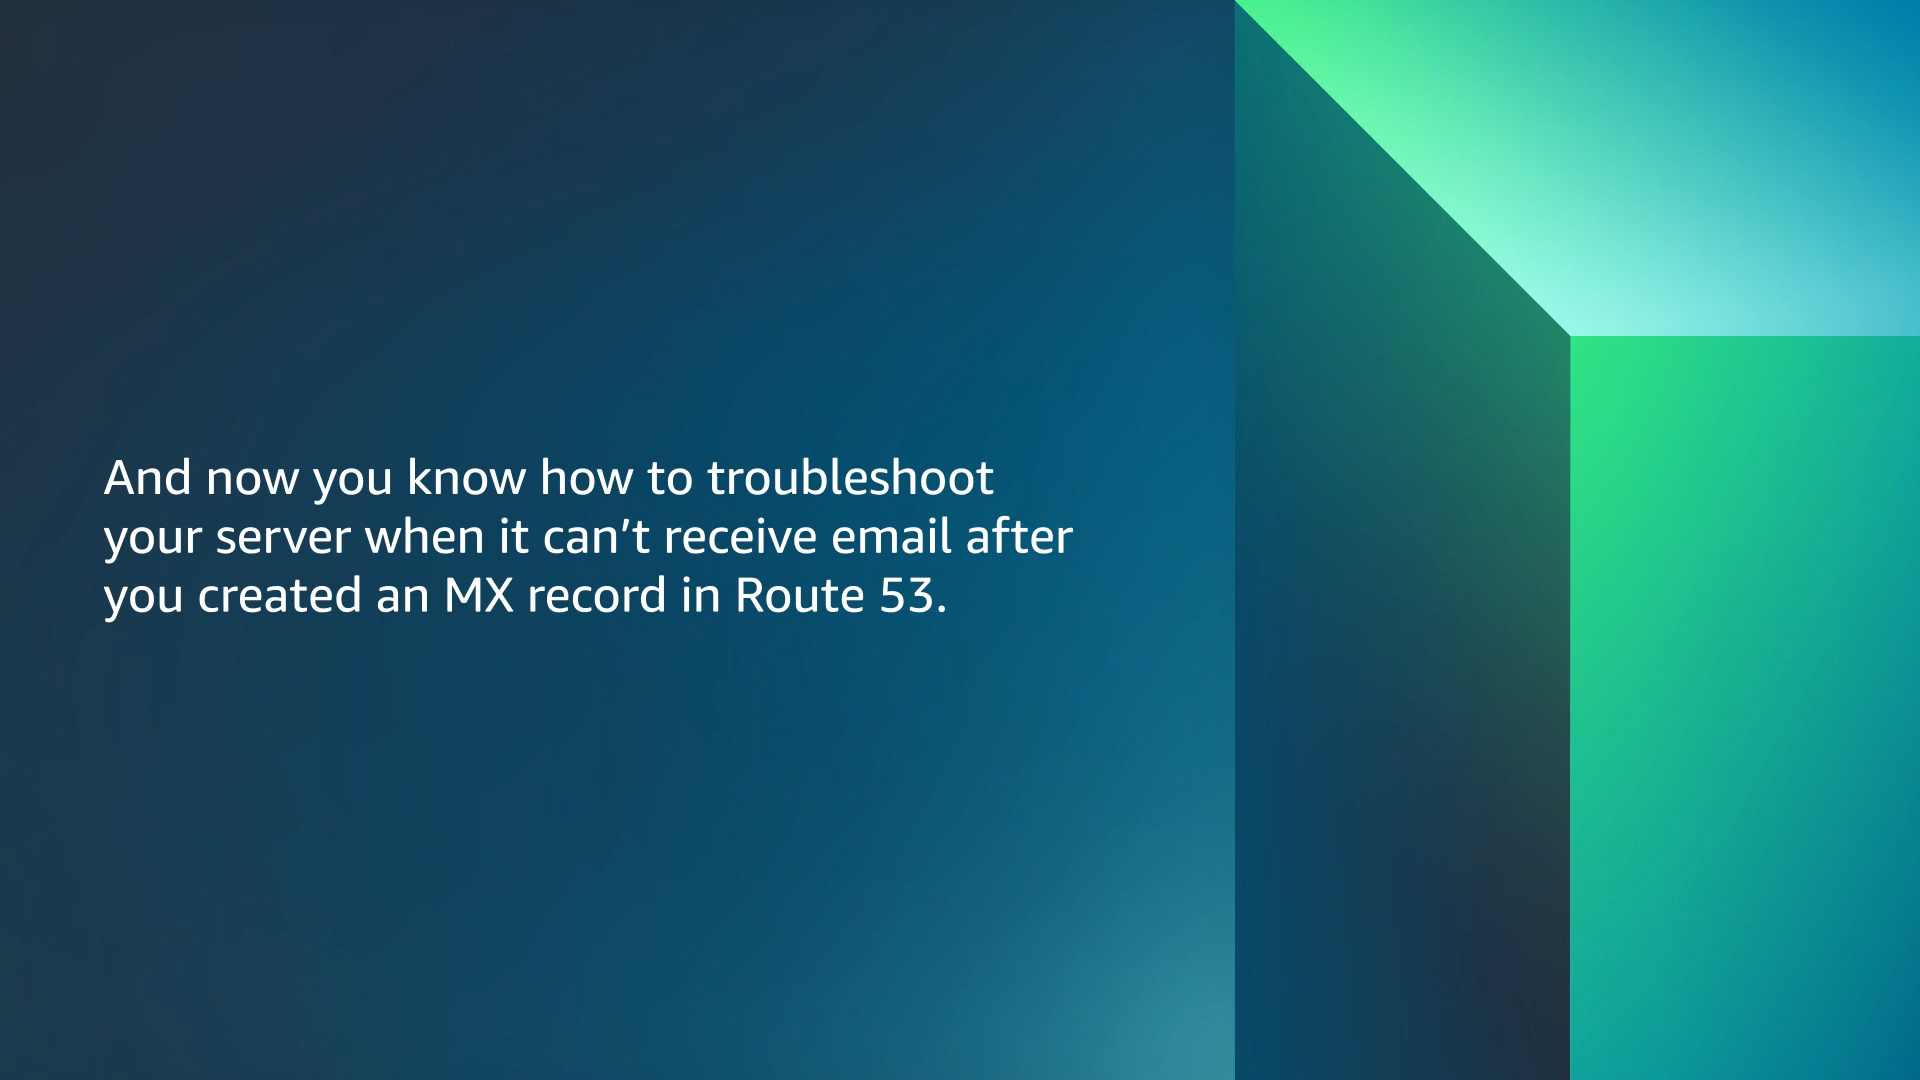 And now you know how to troubleshoot
your server when it can’t receive email after
you created an MX record in Route 53.